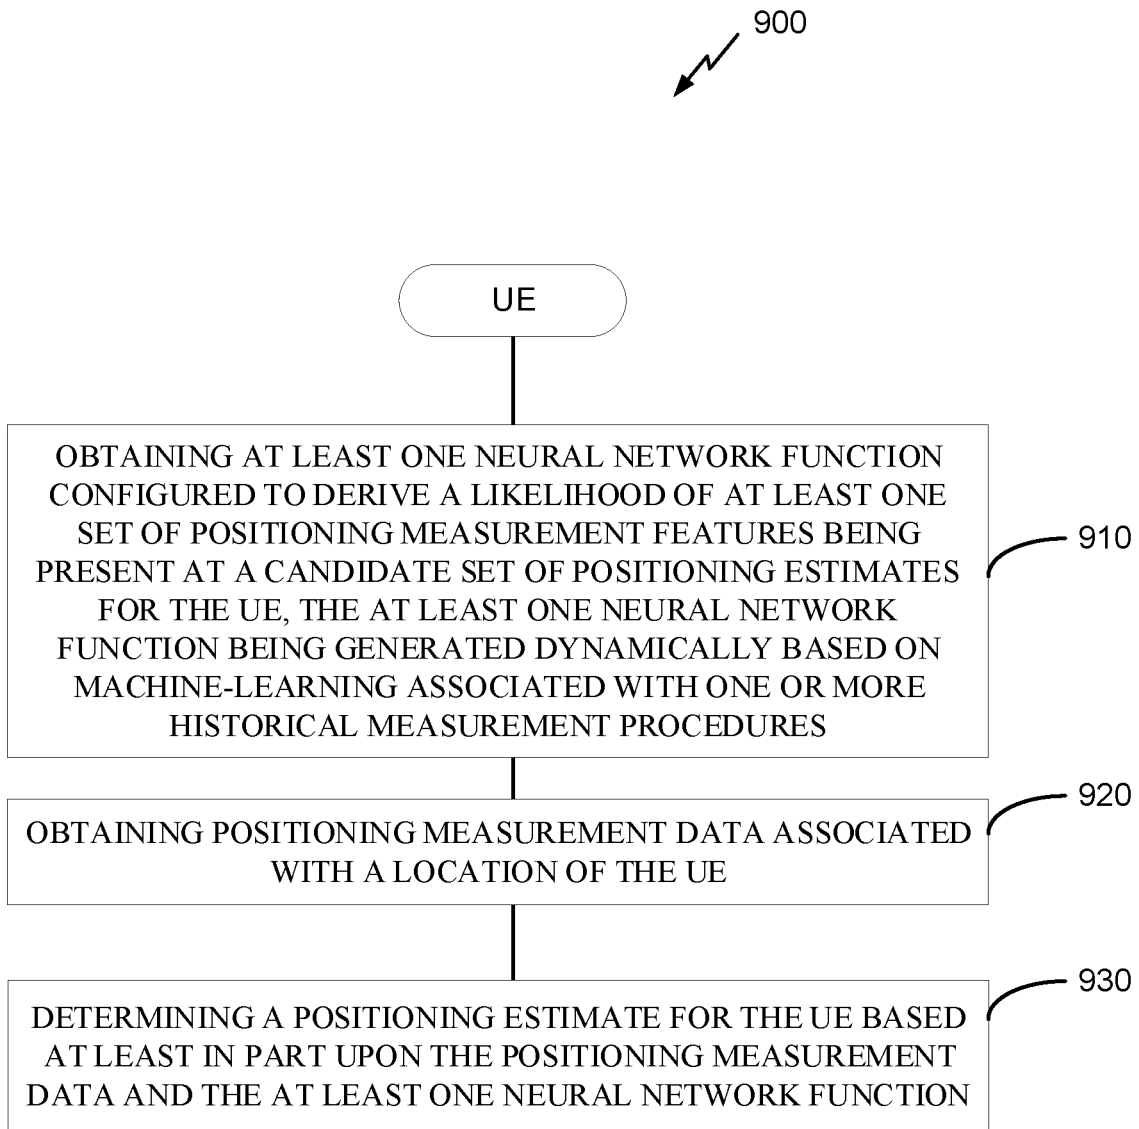 900
UE
OBTAINING AT LEAST ONE NEURAL NETWORK FUNCTION
CONFIGURED TO DERIVE A LIKELIHOOD OF AT LEAST ONE
SET OF POSITIONING MEASUREMENT FEATURES BEING
PRESENT AT A CANDIDATE SET OF POSITIONING ESTIMATES
FOR THE UE, THE AT LEAST ONE NEURAL NETWORK
FUNCTION BEING GENERATED DYNAMICALLY BASED ON
MACHINE-LEARNING ASSOCIATED WITH ONE OR MORE
HISTORICAL MEASUREMENT PROCEDURES
910
OBTAINING POSITIONING MEASUREMENT DATA ASSOCIATED
WITH A LOCATION OF THE UE
920
DETERMINING A POSITIONING ESTIMATE FOR THE UE BASED
AT LEAST IN PART UPON THE POSITIONING MEASUREMENT
DATA AND THE AT LEAST ONE NEURAL NETWORK FUNCTION
930